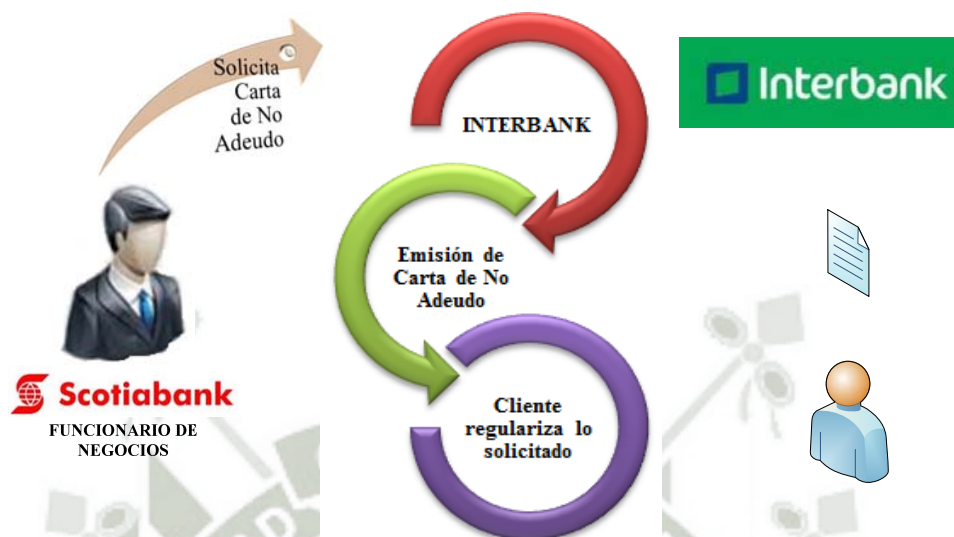 Solicita
Carta
de No
Adeudo
Scotiabank
FUNCIONARIO DE
NEGOCIOS
INTERBANK
Emisión de
Carta de No
Adeudo
Cliente
regulariza lo
solicitado
Interbank